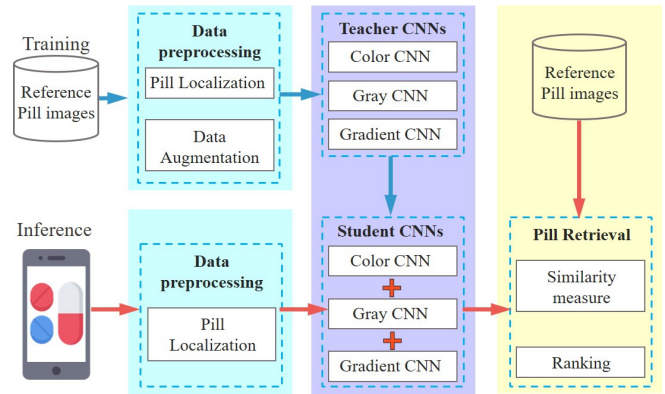 Training
Reference
Pill images
Data
preprocessing
Pill Localization
Data
Augmentation
Teacher CNNs
Color CNN
Gray CNN
Gradient CNN
Reference
Pill images
Inference
Data
preprocessing
Pill
Localization
Student CNNs
Color CNN
+
Gray CNN
+
Gradient CNN
Pill Retrieval
Similarity
measure
Ranking